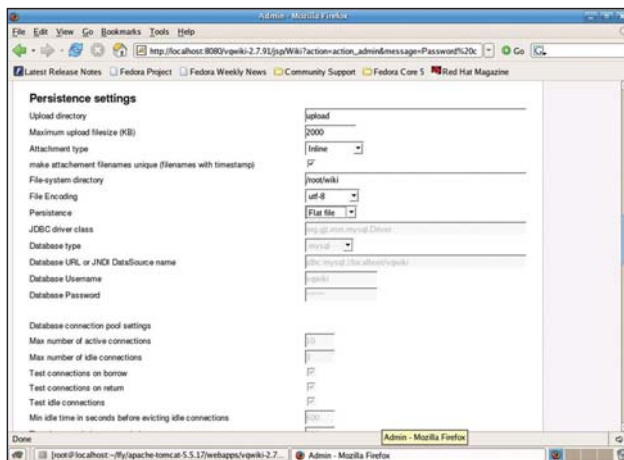 Admin - Mozilla Firefox
File Edit View Go Bookmarks Tools Help
http://localhost:8080/vqwiki-2.7.91/jsp/Wiki?action=action_admin&message=Password%20c Go
Latest Release Notes Fedora Project Fedora Weekly News Community Support Fedora Core 5 Red Hat Magazine
Persistence settings
Upload directory upload
Maximum upload filesize (KB) 2000
Attachment type Inline
make attachement filenames unique (filenames with timestamp)
File-system directory /root/wiki
File Encoding utf-8
Persistence Flat file
JDBC driver class org.gjt.mm.mysql.Driver
Database type mysql
Database URL or JNDI DataSource name jdbc:mysql://localhost/vqwiki
Database Username vqwiki
Database Password
Database connection pool settings
Max number of active connections 10
Max number of idle connections
Test connections on borrow
Test connections on return
Test idle connections
Min idle time in seconds before evicting idle connections 600
Done
Admin - Mozilla Firefox
[root@localhost:~/lfy/apache-tomcat-5.5.17/webapps/vqwiki-2.7... Admin - Mozilla Firefox